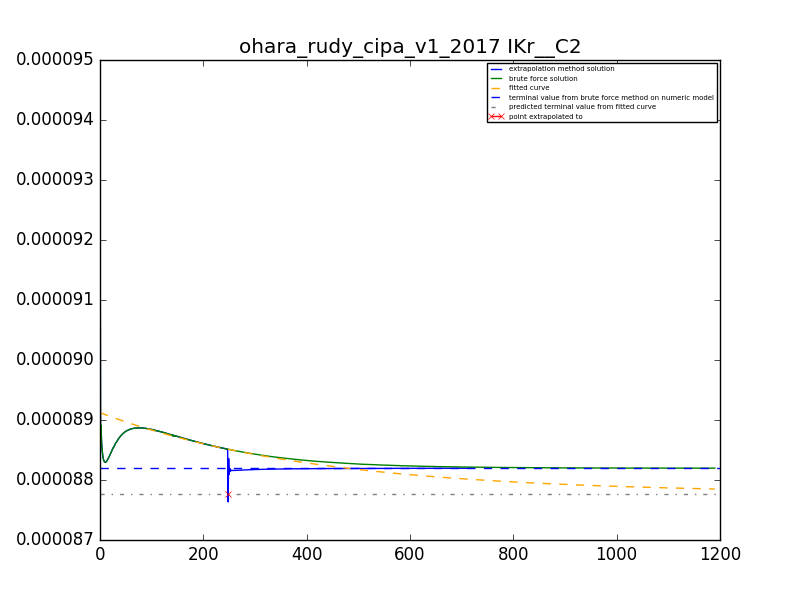 ohara_rudy_cipa_v1_2017 IKr__C2
0.000095
0.000094
0.000093
0.000092
0.000091
0.000090
0.000089
0.000088
0.000087
extrapolation method solution
brute force solution
fitted curve
terminal value from brute force method on numeric model
predicted terminal value from fitted curve
point extrapolated to
0 200 400 600 800 1000 1200